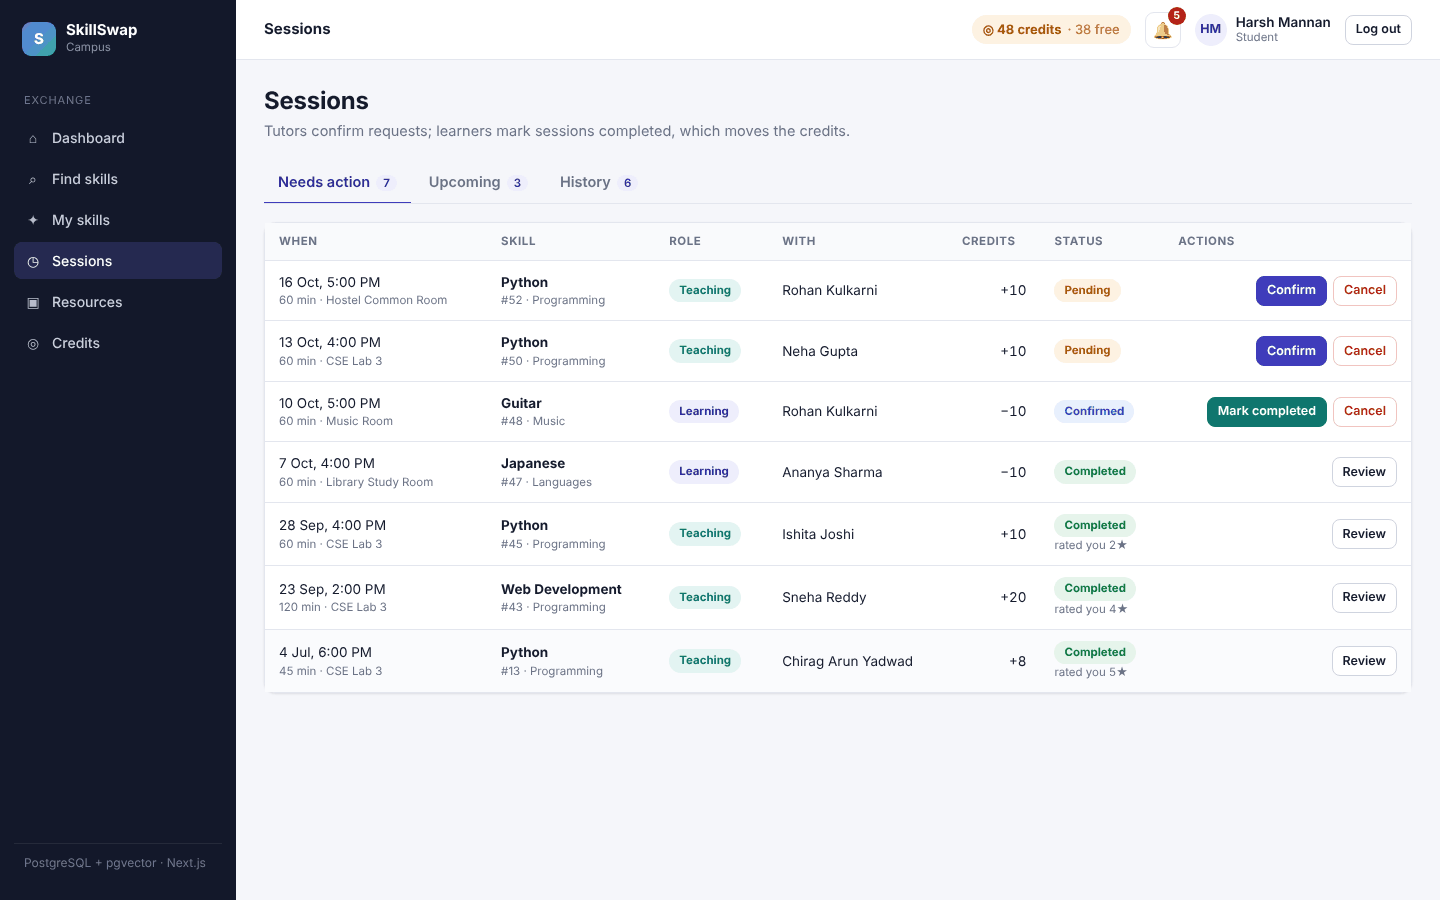 S
SkillSwap
Campus
EXCHANGE
⌂ Dashboard
⌕ Find skills
✦ My skills
◷ Sessions
▣ Resources
◎ Credits
PostgreSQL + pgvector · Next.js
Sessions
◎ 48 credits · 38 free
5
HM
Harsh Mannan
Student
Log out
Sessions
Tutors confirm requests; learners mark sessions completed, which moves the credits.
Needs action 7 Upcoming 3 History 6
WHEN SKILL ROLE WITH CREDITS STATUS ACTIONS
16 Oct, 5:00 PM Python Teaching Rohan Kulkarni +10 Pending Confirm Cancel
60 min · Hostel Common Room #52 · Programming
13 Oct, 4:00 PM Python Teaching Neha Gupta +10 Pending Confirm Cancel
60 min · CSE Lab 3 #50 · Programming
10 Oct, 5:00 PM Guitar Learning Rohan Kulkarni −10 Confirmed Mark completed Cancel
60 min · Music Room #48 · Music
7 Oct, 4:00 PM Japanese Learning Ananya Sharma −10 Completed Review
60 min · Library Study Room #47 · Languages
28 Sep, 4:00 PM Python Teaching Ishita Joshi +10 Completed Review
60 min · CSE Lab 3 #45 · Programming rated you 2★
23 Sep, 2:00 PM Web Development Teaching Sneha Reddy +20 Completed Review
120 min · CSE Lab 3 #43 · Programming rated you 4★
4 Jul, 6:00 PM Python Teaching Chirag Arun Yadwad +8 Completed Review
45 min · CSE Lab 3 #13 · Programming rated you 5★